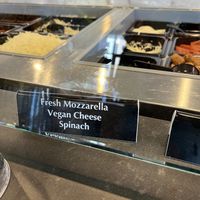 Fresh Mozzarella
Vegan Cheese
Spinach